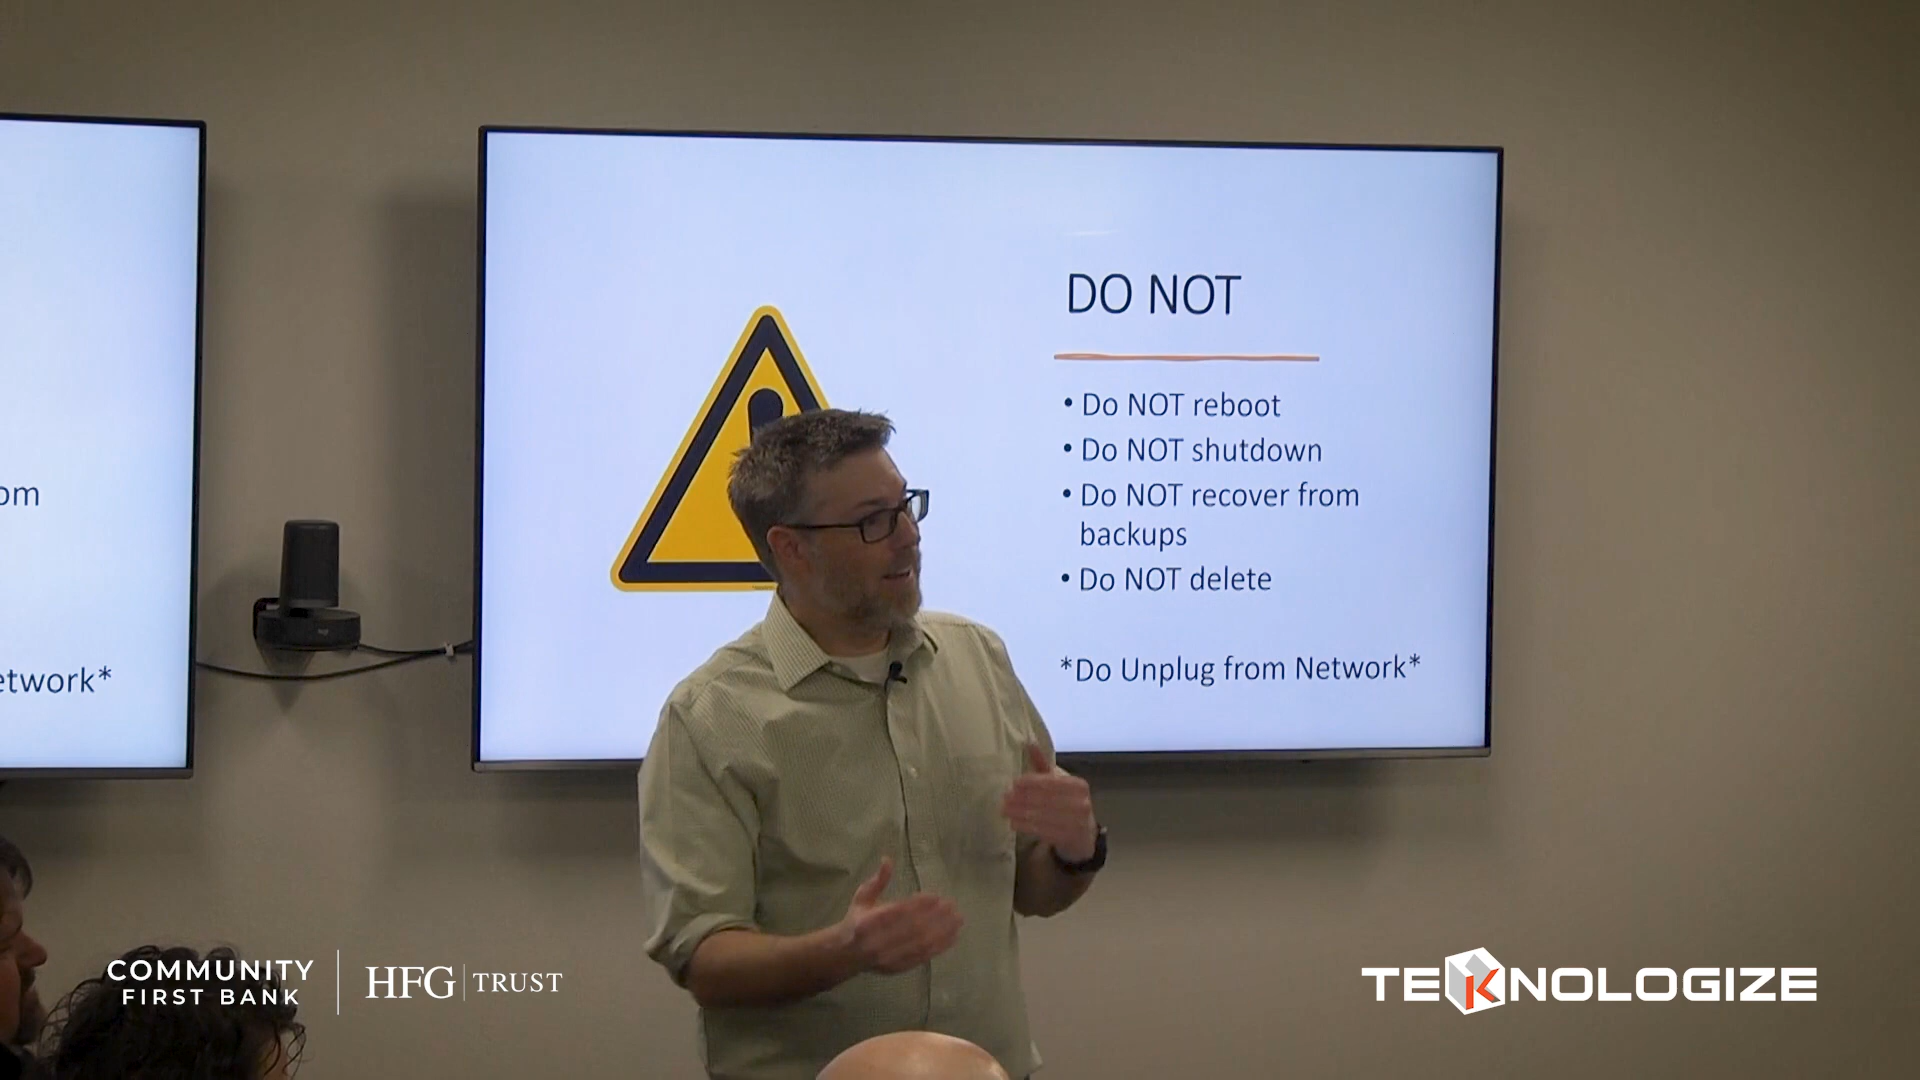 DO NOT
• Do NOT reboot
• Do NOT shutdown
• Do NOT recover from
backups
• Do NOT delete
*Do Unplug from Network*
om
etwork*
COMMUNITY
FIRST BANK
HFG TRUST
TEKNOLOGIZE